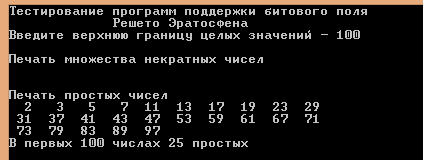 Тестирование программ поддержки битового поля
Решето Эратосфена
Введите верхнюю границу целых значений - 100
Печать множества некратных чисел
Печать простых чисел
2 3 5 7 11 13 17 19 23 29
31 37 41 43 47 53 59 61 67 71
73 79 83 89 97
В первых 100 числах 25 простых